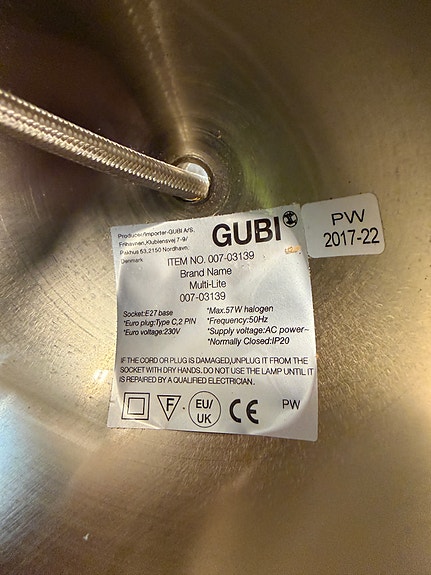 Producer/Importer-GUBI A/S,
Frihavnen,Klubiensvej 7-9/
Pakhus 53,2150 Nordhavn,
Denmark
GUBI
ITEM NO. 007-03139
Brand Name
Multi-Lite
007-03139
Socket:E27 base
*Euro plug:Type C,2 PIN
*Euro voltage:230V
*Max.57W halogen
*Frequency:50Hz
*Supply voltage:AC power~
*Normally Closed:IP20
IF THE CORD OR PLUG IS DAMAGED,UNPLUG IT FROM THE
SOCKET WITH DRY HANDS. DO NOT USE THE LAMP UNTIL IT
IS REPAIRED BY A QUALIFIED ELECTRICIAN.
F
EU/
UK
CE
PW
PW
2017-22